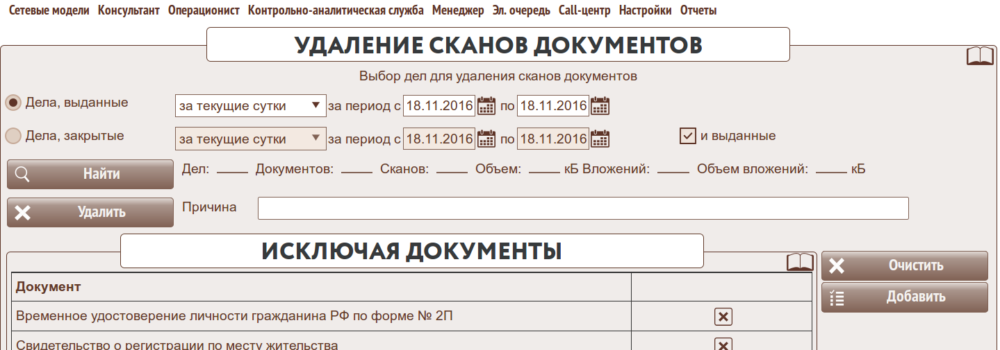 Сетевые модели Консультант Операционист Контрольно-аналитическая служба Менеджер Эл. очередь Call-центр Настройки Отчеты
УДАЛЕНИЕ СКАНОВ ДОКУМЕНТОВ
Выбор дел для удаления сканов документов
Дела, выданные за текущие сутки за период с 18.11.2016 по 18.11.2016
Дела, закрытые за текущие сутки за период с 18.11.2016 по 18.11.2016 и выданные
Найти Дел: Документов: Сканов: Объем: кБ Вложений: Объем вложений: кБ
Удалить Причина
ИСКЛЮЧАЯ ДОКУМЕНТЫ
Очистить
Документ
Добавить
Временное удостоверение личности гражданина РФ по форме № 2П
Свидетельство о регистрации по месту жительства